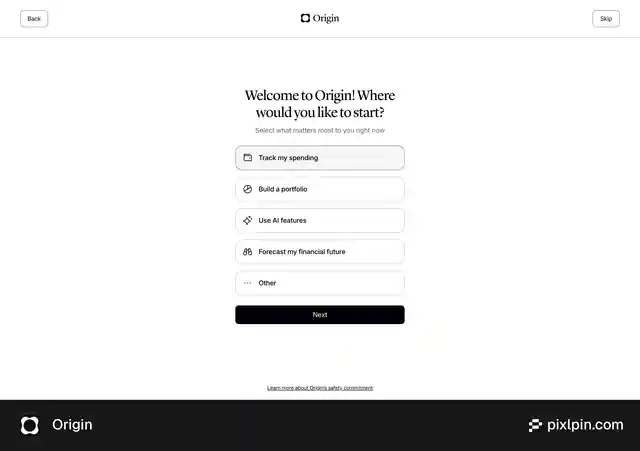 Back
Origin
Skip
Welcome to Origin! Where
would you like to start?
Select what matters most to you right now
Track my spending
Build a portfolio
Use AI features
Forecast my financial future
Other
Next
Learn more about Origin's safety commitment
Origin
pixlpin.com